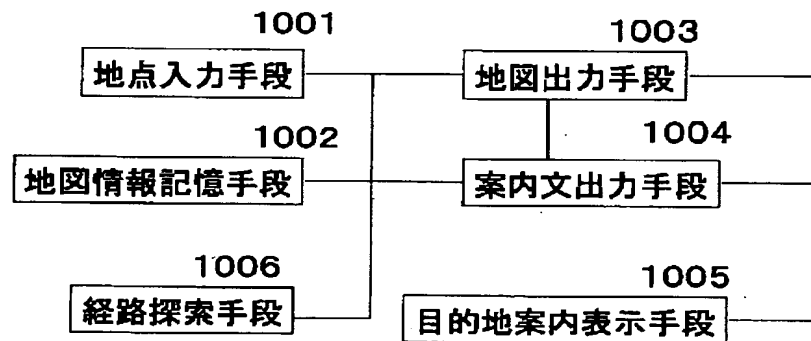 1001
地点入力手段
1003
地図出力手段
1002
地図情報記憶手段
1004
案内文出力手段
1006
経路探索手段
1005
目的地案内表示手段